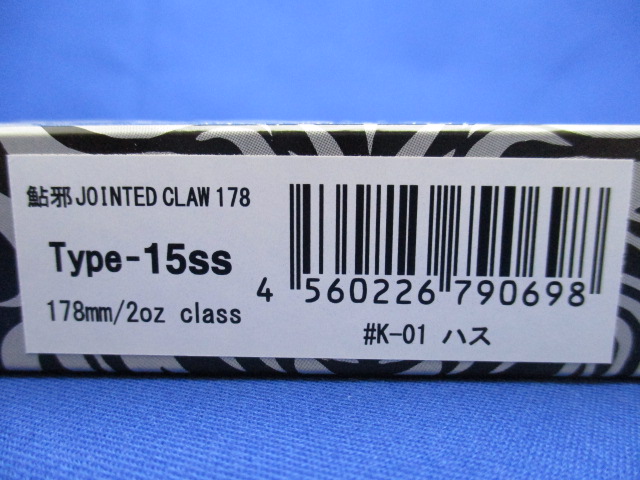 鮎邪 JOINTED CLAW 178
Type-15ss
178mm/2oz class
4 560226 790698
#K-01 ハス